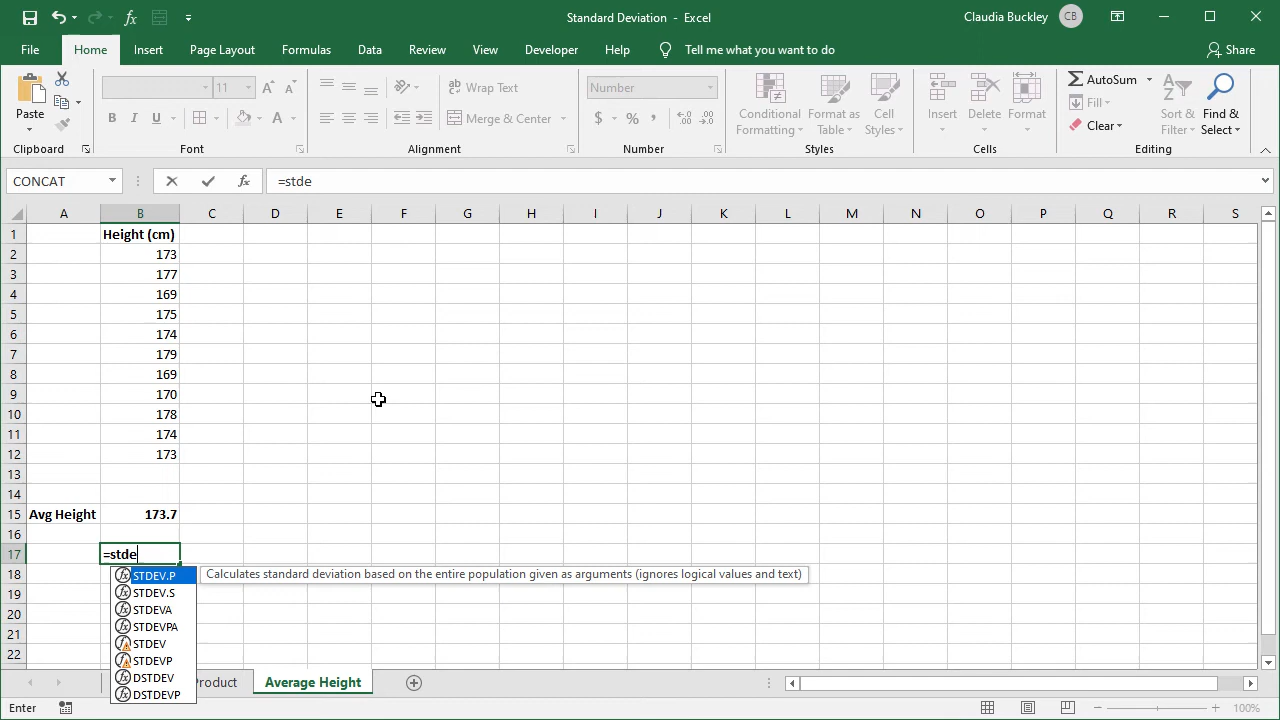 Standard Deviation - Excel
Claudia Buckley CB
File Home Insert Page Layout Formulas Data Review View Developer Help Tell me what you want to do Share
Paste
11
Wrap Text
Merge & Center
Number
Conditional Formatting
Format as Table
Cell Styles
Insert
Delete
Format
AutoSum
Fill
Clear
Sort & Filter
Find & Select
Clipboard Font Alignment Number Styles Cells Editing
CONCAT =stde
A B C D E F G H I J K L M N O P Q R S
1 Height (cm)
2 173
3 177
4 169
5 175
6 174
7 179
8 169
9 170
10 178
11 174
12 173
13
14
15 Avg Height 173.7
16
17 =stde
18 STDEV.P Calculates standard deviation based on the entire population given as arguments (ignores logical values and text)
STDEV.S
19
STDEVA
20
STDEVPA
21 STDEV
22 STDEVP
DSTDEV
DSTDEVP
Product Average Height
Enter 100%